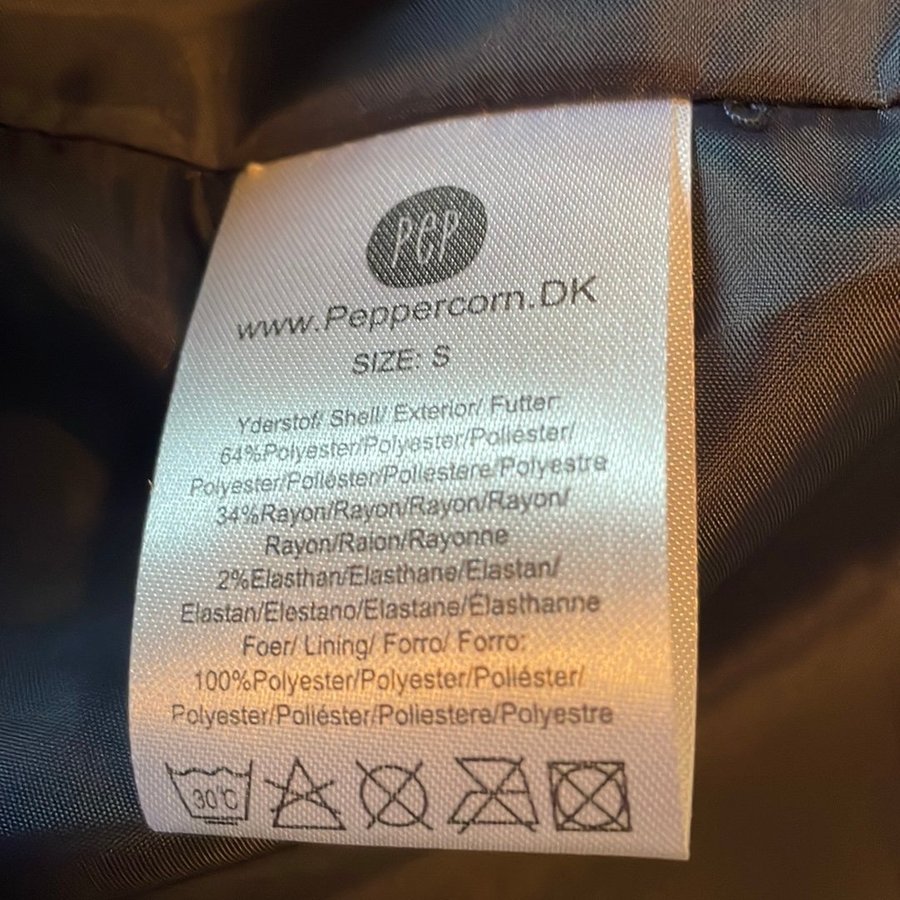 pep
www.Peppercorn.DK
SIZE: S
Yderstof/ Shell/ Exterior/ Futter:
64%Polyester/Polyester/Poliéster/
Polyester/Poliéster/Poliestere/Polyestre
34%Rayon/Rayon/Rayon/Rayon/
Rayon/Raion/Rayonne
2%Elasthan/Elasthane/Elastan/
Elastan/Elestano/Elastane/Élasthanne
Foer/ Lining/ Forro/ Forro:
100%Polyester/Polyester/Poliéster/
Polyester/Poliéster/Poliestere/Polyestre
30°C